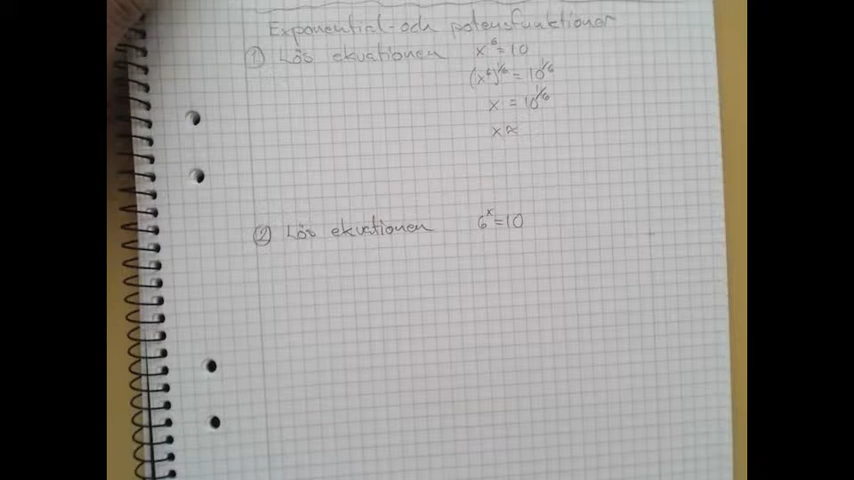 Exponential- och potensfunktioner
① Lös ekvationen x⁶ = 10
(x⁶)^1/6 = 10^1/6
x = 10^1/6
x ≈
② Lös ekvationen 6ˣ = 10